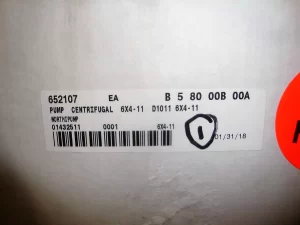 652107 EA B 5 80 00B 00A
PUMP CENTRIFUGAL 6X4-11 D1011 6X4-11
01432511 0001 6X4-11
1
01/31/18